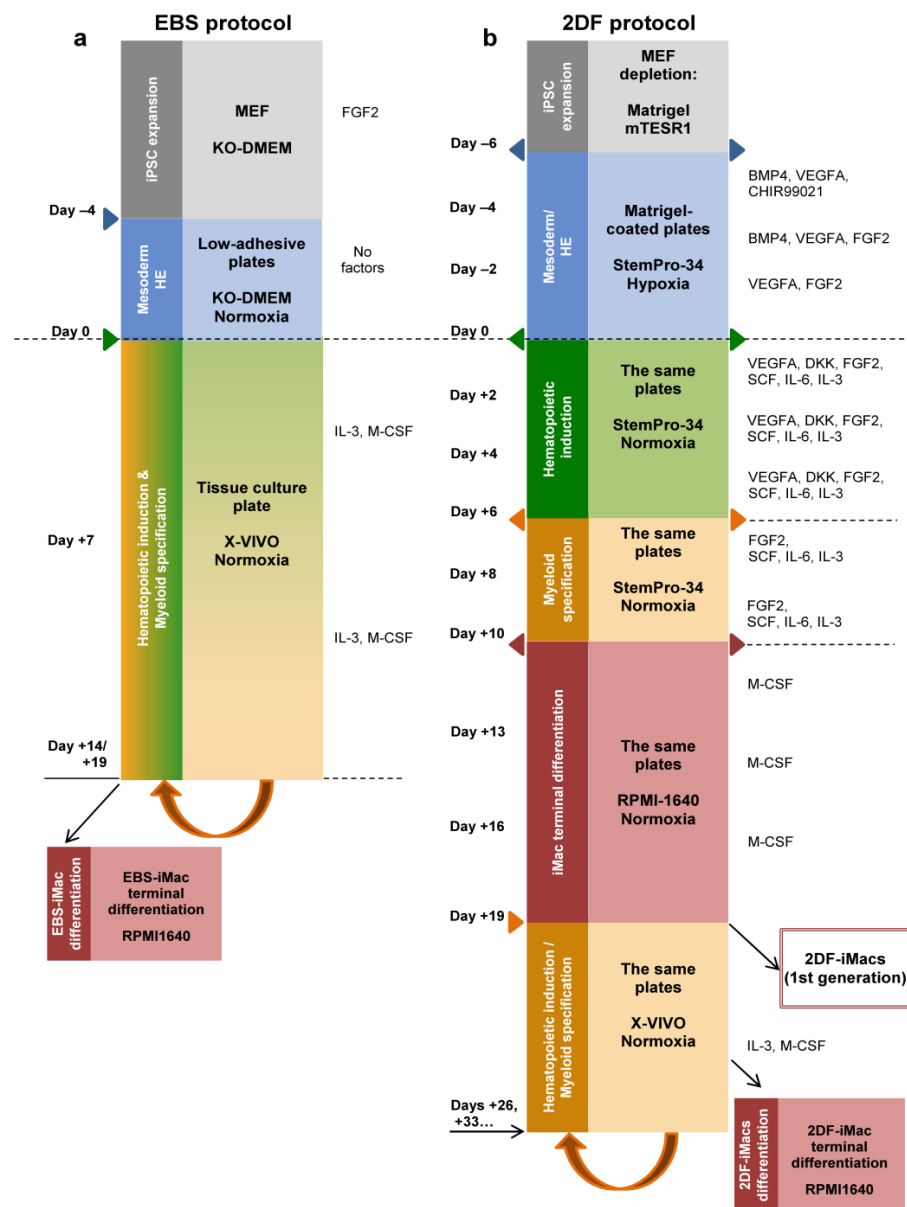 EBS protocol
a
iPSC expansion
MEF
KO-DMEM
FGF2
Day –4
Mesoderm
HE
Low-adhesive
plates
KO-DMEM
Normoxia
No
factors
Day 0
Hematopoietic induction &
Myeloid specification
Tissue culture
plate
X-VIVO
Normoxia
IL-3, M-CSF
Day +7
IL-3, M-CSF
Day +14/
+19
EBS-iMac
differentiation
EBS-iMac
terminal
differentiation
RPMI1640
2DF protocol
b
iPSC
expansion
MEF
depletion:
Matrigel
mTESR1
Day –6
Mesoderm/
HE
Matrigel-
coated plates
StemPro-34
Hypoxia
BMP4, VEGFA,
CHIR99021
Day –4
BMP4, VEGFA, FGF2
Day –2
VEGFA, FGF2
Day 0
Hematopoietic
induction
The same
plates
StemPro-34
Normoxia
VEGFA, DKK, FGF2,
SCF, IL-6, IL-3
Day +2
VEGFA, DKK, FGF2,
SCF, IL-6, IL-3
Day +4
VEGFA, DKK, FGF2,
SCF, IL-6, IL-3
Day +6
Myeloid
specification
The same
plates
StemPro-34
Normoxia
FGF2,
SCF, IL-6, IL-3
Day +8
FGF2,
SCF, IL-6, IL-3
Day +10
iMac terminal differentiation
The same
plates
RPMI-1640
Normoxia
M-CSF
Day +13
M-CSF
Day +16
M-CSF
Day +19
2DF-iMacs
(1st generation)
Hematopoietic induction /
Myeloid specification
The same
plates
X-VIVO
Normoxia
IL-3, M-CSF
Days +26,
+33...
2DF-iMacs
differentiation
2DF-iMac
terminal
differentiation
RPMI1640